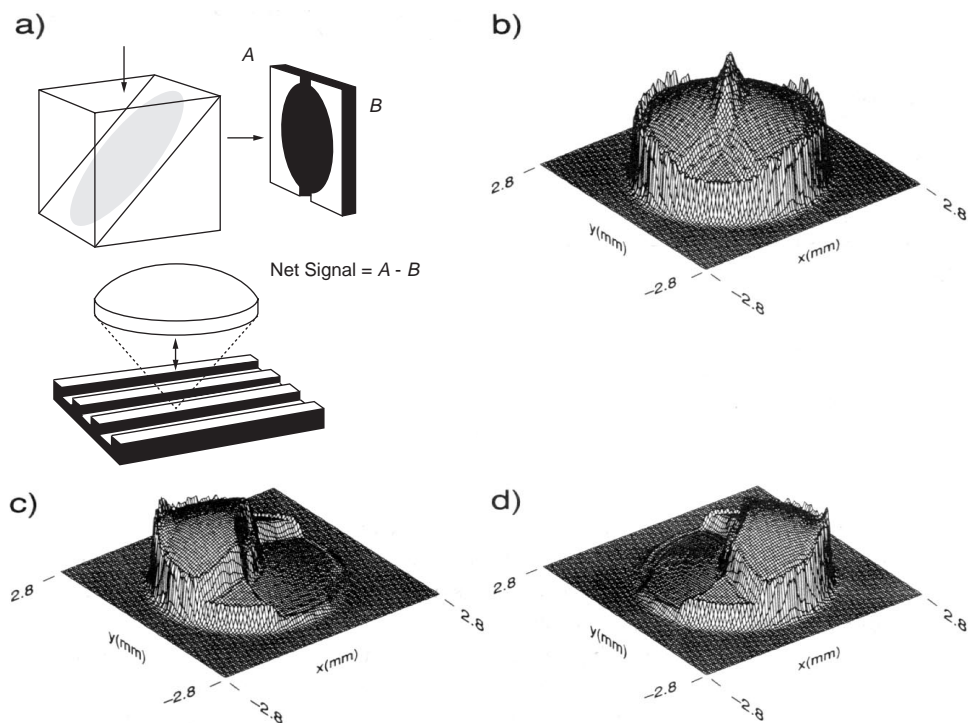 a)
A
B
Net Signal = A - B
b)
2.8
y(mm)
-2.8
-2.8
x(mm)
2.8
c)
2.8
y(mm)
-2.8
-2.8
x(mm)
2.8
d)
2.8
y(mm)
-2.8
-2.8
x(mm)
2.8